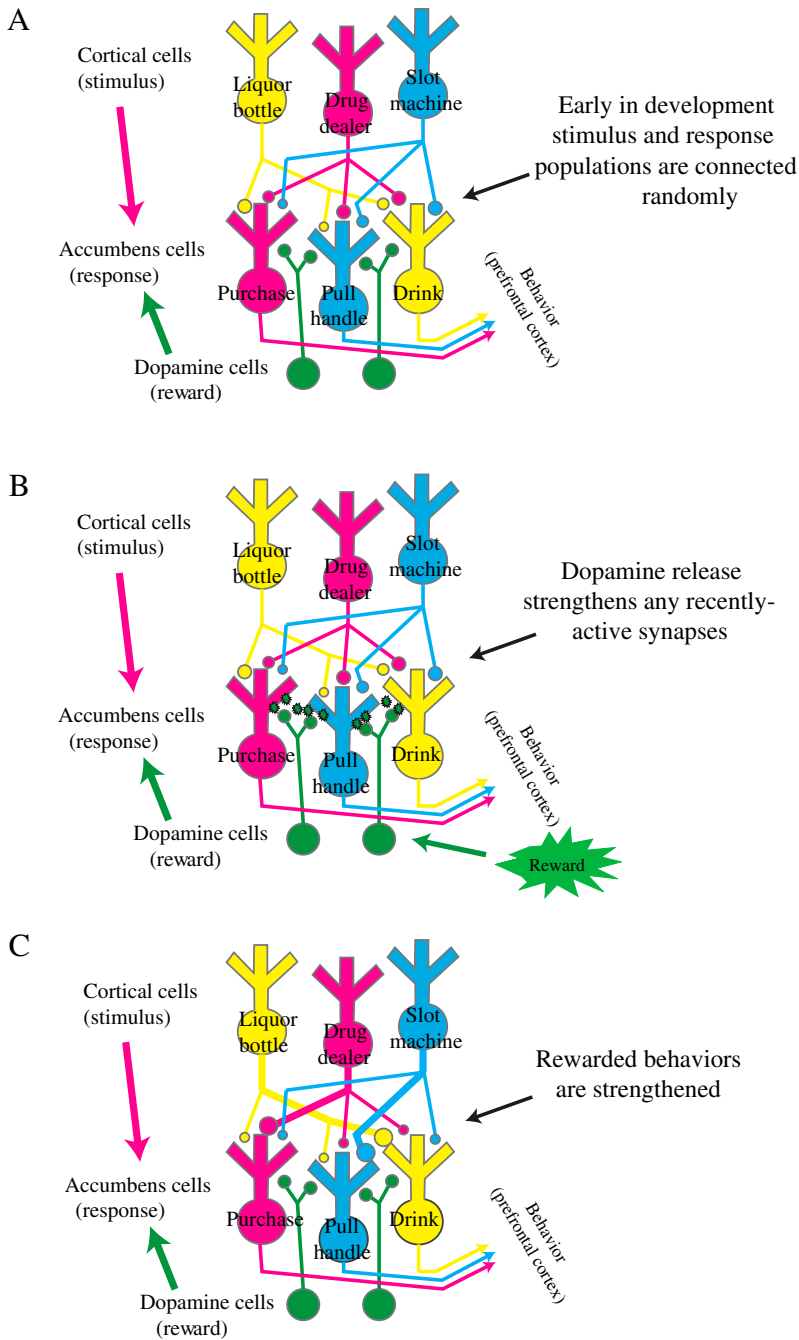 A
Cortical cells
(stimulus)
Liquor
bottle
Drug
dealer
Slot
machine
Early in development
stimulus and response
populations are connected
randomly
Accumbens cells
(response)
Purchase
Pull
handle
Drink
Behavior
(prefrontal cortex)
Dopamine cells
(reward)
B
Cortical cells
(stimulus)
Liquor
bottle
Drug
dealer
Slot
machine
Dopamine release
strengthens any recently-
active synapses
Accumbens cells
(response)
Purchase
Pull
handle
Drink
Behavior
(prefrontal cortex)
Dopamine cells
(reward)
Reward
C
Cortical cells
(stimulus)
Liquor
bottle
Drug
dealer
Slot
machine
Rewarded behaviors
are strengthened
Accumbens cells
(response)
Purchase
Pull
handle
Drink
Behavior
(prefrontal cortex)
Dopamine cells
(reward)